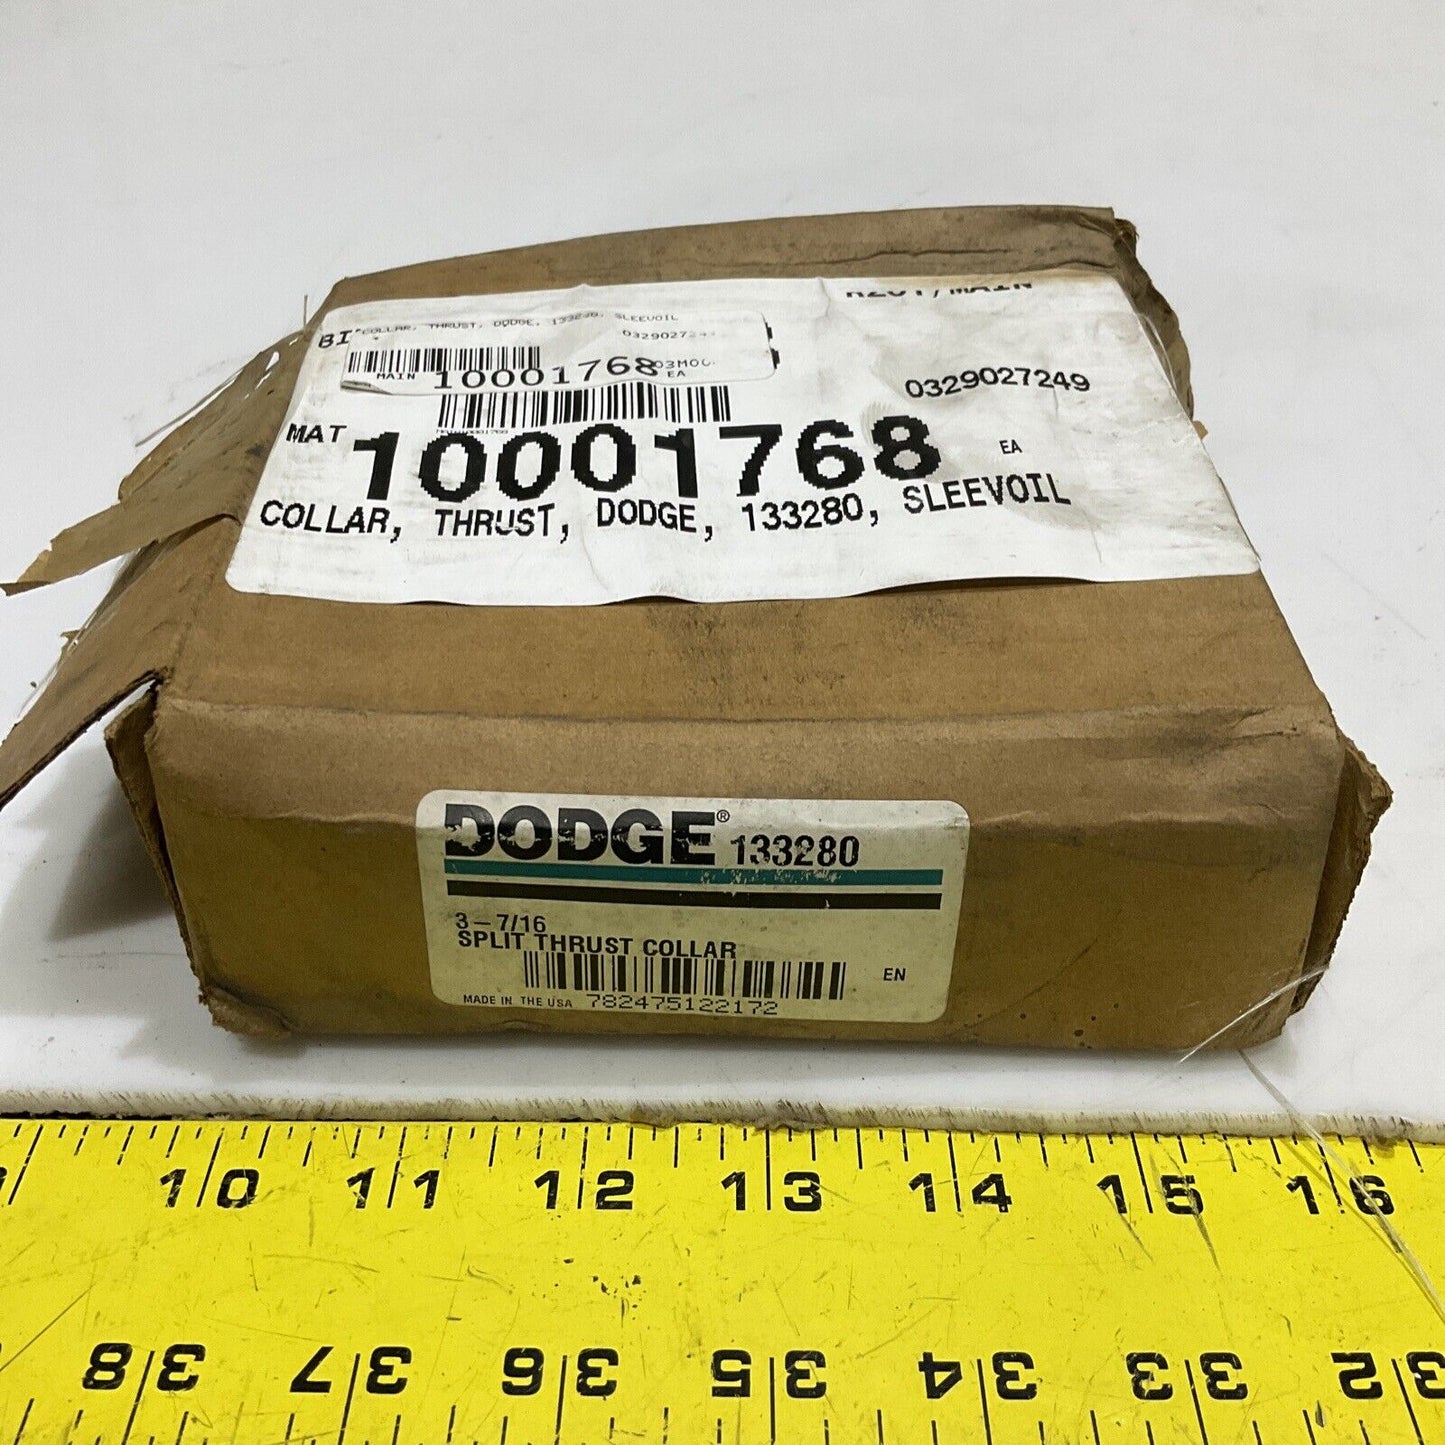 BI
COLLAR, THRUST, DODGE, 133280, SLEEVOIL
0329027249
MAIN 10001768 EA
0329027249
MAT 10001768 EA
COLLAR, THRUST, DODGE, 133280, SLEEVOIL
DODGE® 133280
3-7/16
SPLIT THRUST COLLAR
EN
MADE IN THE USA 782475122172
10 11 12 13 14 15 16
38 37 36 35 34 33 32